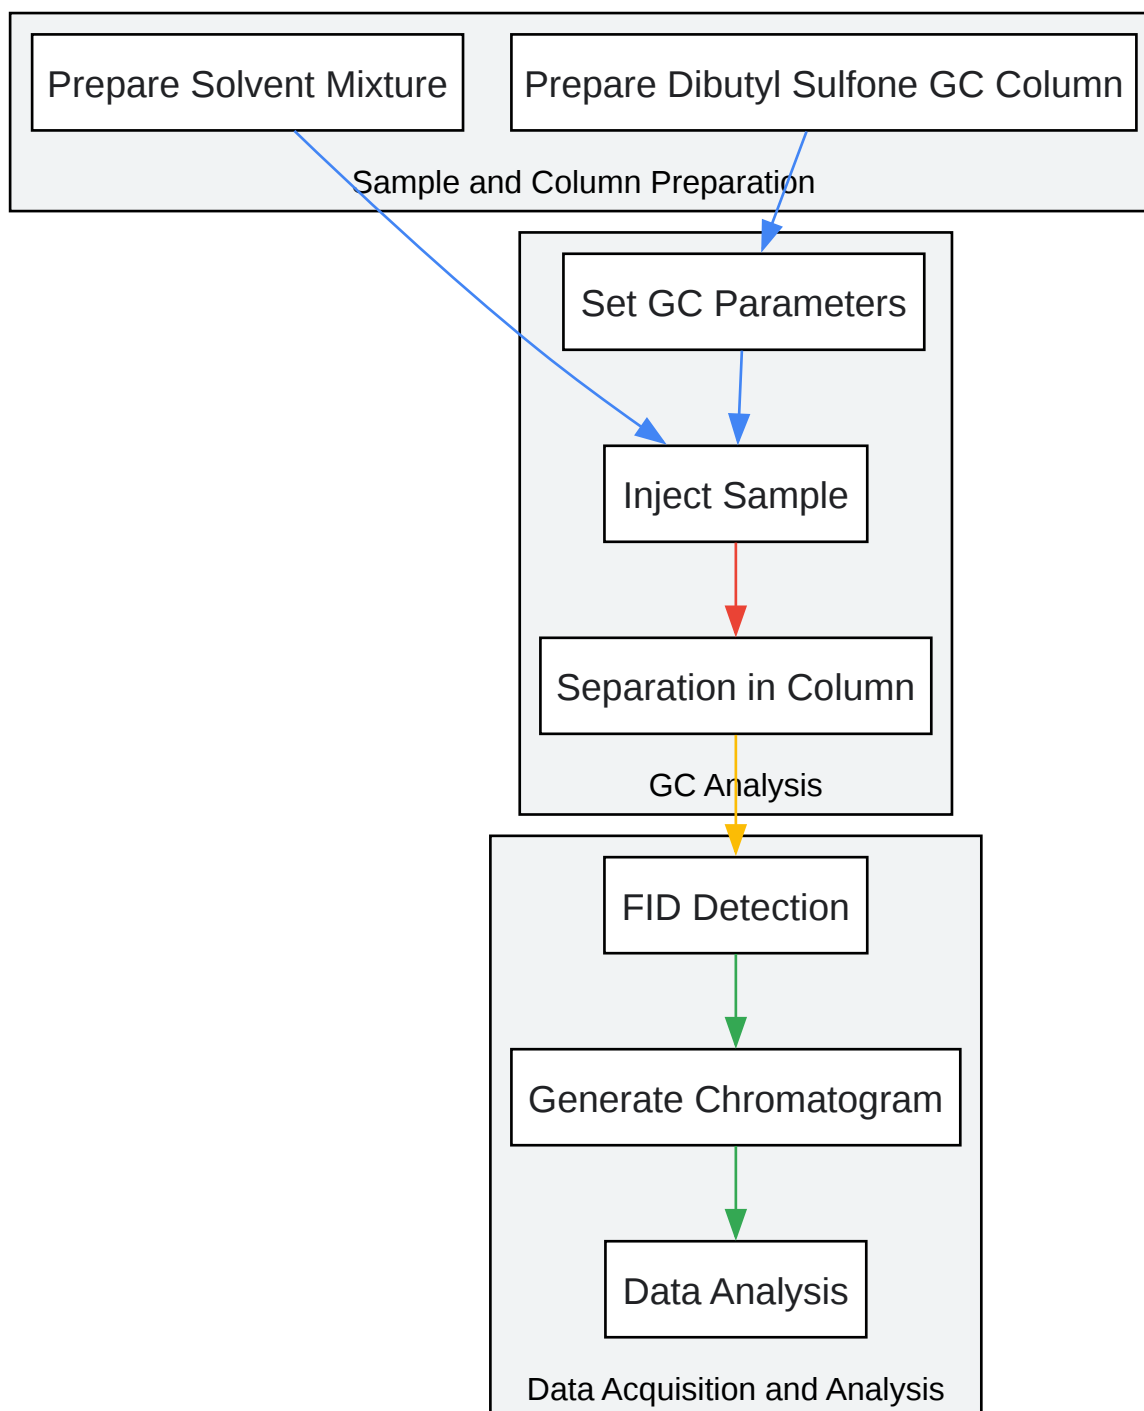 Prepare Solvent Mixture
Prepare Dibutyl Sulfone GC Column
Sample and Column Preparation
Set GC Parameters
Inject Sample
Separation in Column
GC Analysis
FID Detection
Generate Chromatogram
Data Analysis
Data Acquisition and Analysis